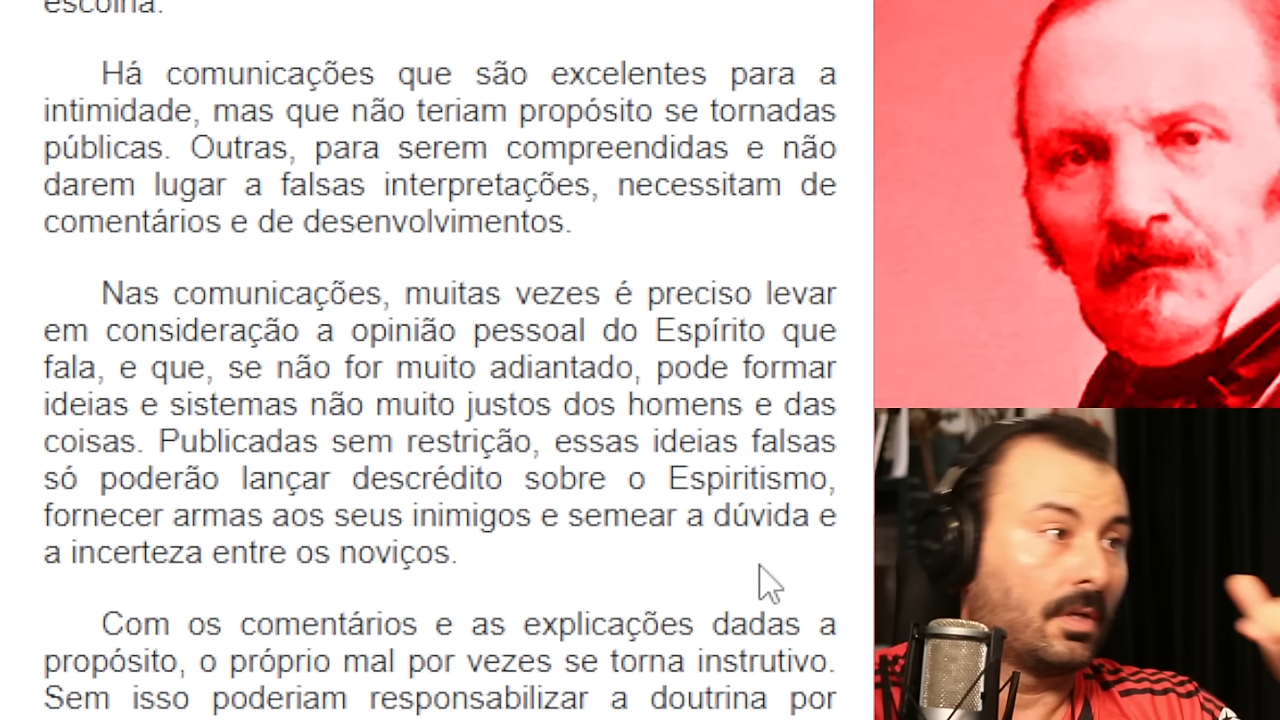 escolha.
Há comunicações que são excelentes para a
intimidade, mas que não teriam propósito se tornadas
públicas. Outras, para serem compreendidas e não
darem lugar a falsas interpretações, necessitam de
comentários e de desenvolvimentos.
Nas comunicações, muitas vezes é preciso levar
em consideração a opinião pessoal do Espírito que
fala, e que, se não for muito adiantado, pode formar
ideias e sistemas não muito justos dos homens e das
coisas. Publicadas sem restrição, essas ideias falsas
só poderão lançar descrédito sobre o Espiritismo,
fornecer armas aos seus inimigos e semear a dúvida e
a incerteza entre os noviços.
Com os comentários e as explicações dadas a
propósito, o próprio mal por vezes se torna instrutivo.
Sem isso poderiam responsabilizar a doutrina por